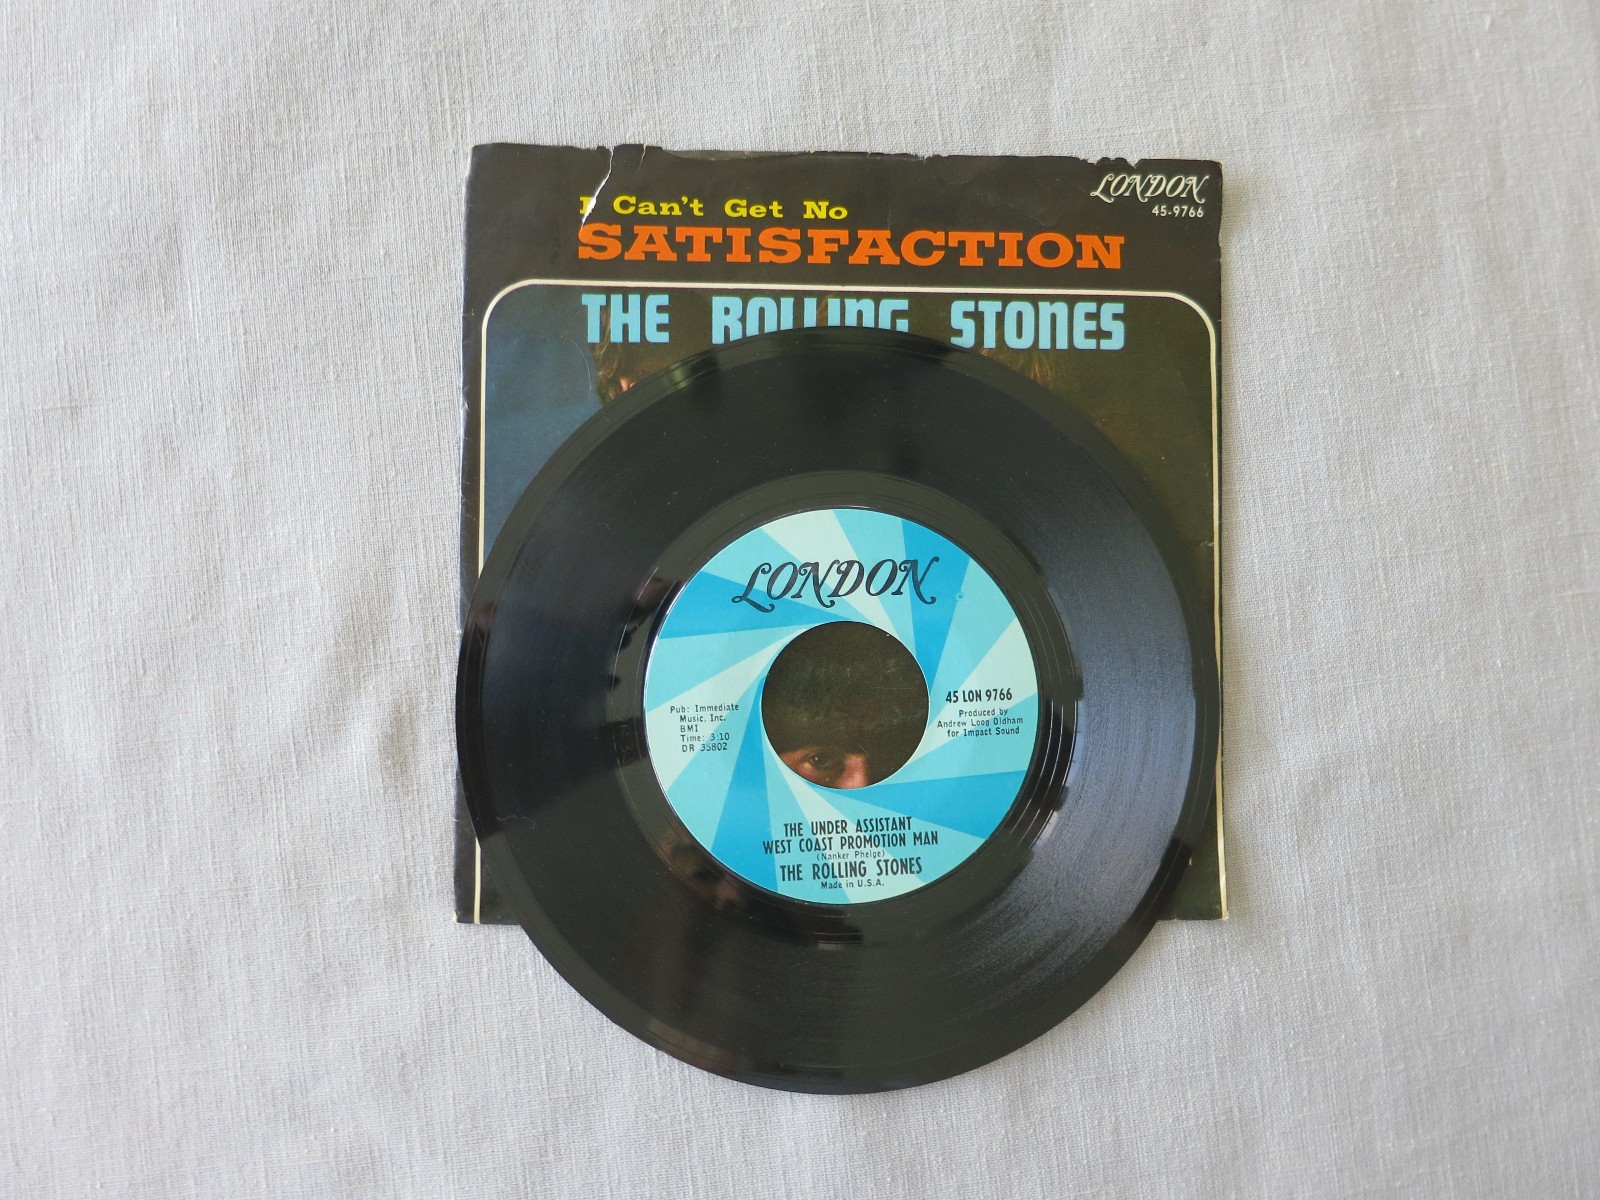 LONDON
45-9766
I Can't Get No
SATISFACTION
THE ROLLING STONES
LONDON
45 LON 9766
Produced by
Andrew Loog Oldham
for Impact Sound
Pub: Immediate
Music, Inc.
BMI
Time: 3:10
DR 35802
THE UNDER ASSISTANT
WEST COAST PROMOTION MAN
(Nanker Phelge)
THE ROLLING STONES
Made in U.S.A.